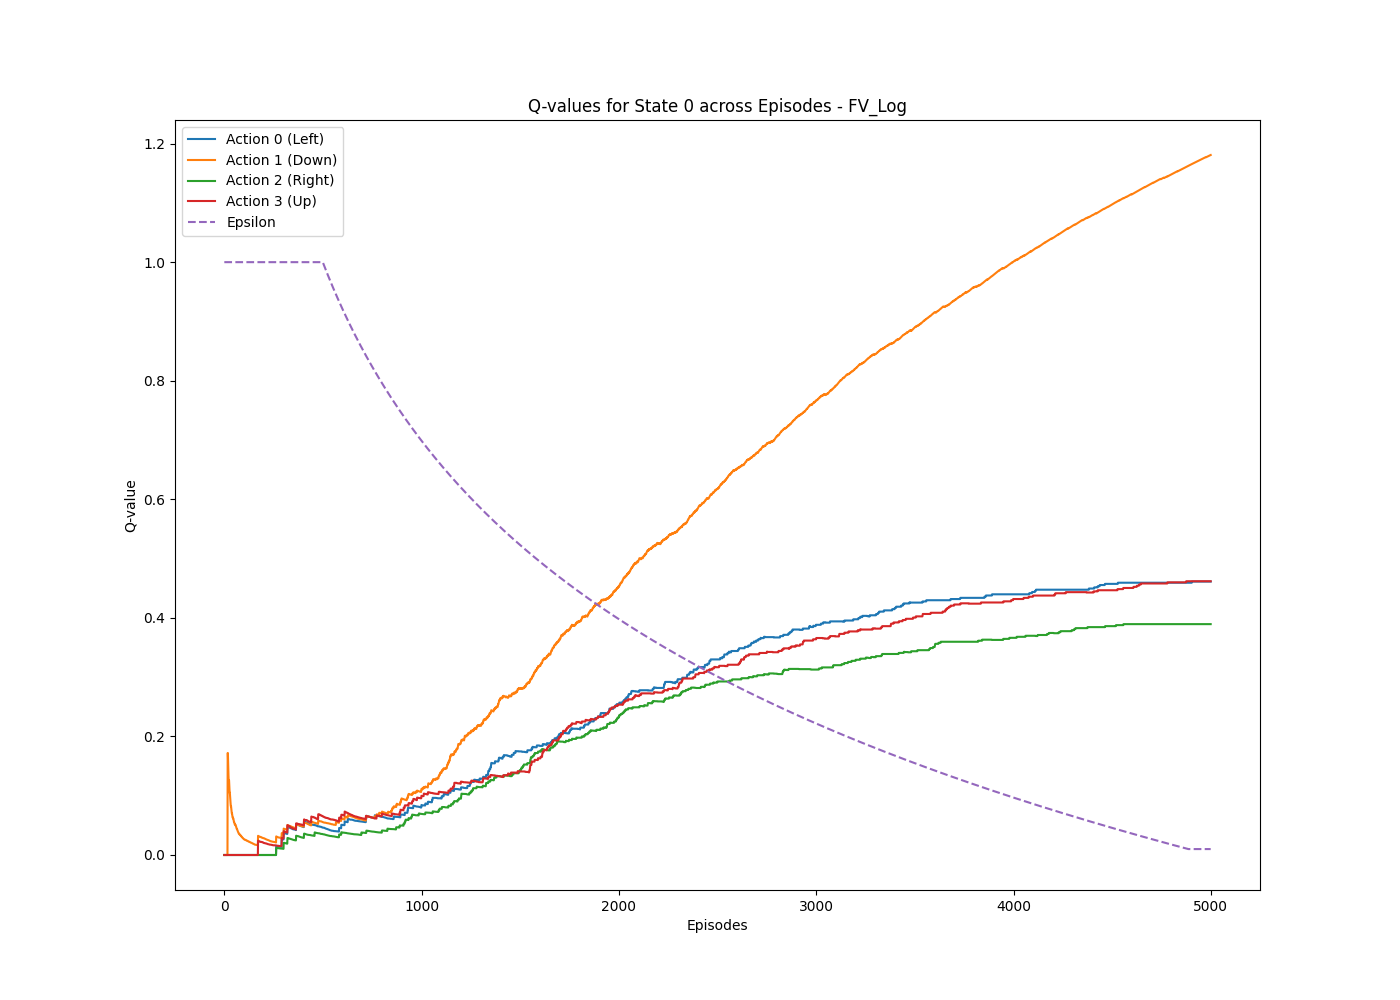 Q-values for State 0 across Episodes - FV_Log
Action 0 (Left)
Action 1 (Down)
Action 2 (Right)
Action 3 (Up)
Epsilon
Q-value
1.2
1.0
0.8
0.6
0.4
0.2
0.0
0
1000
2000
3000
4000
5000
Episodes